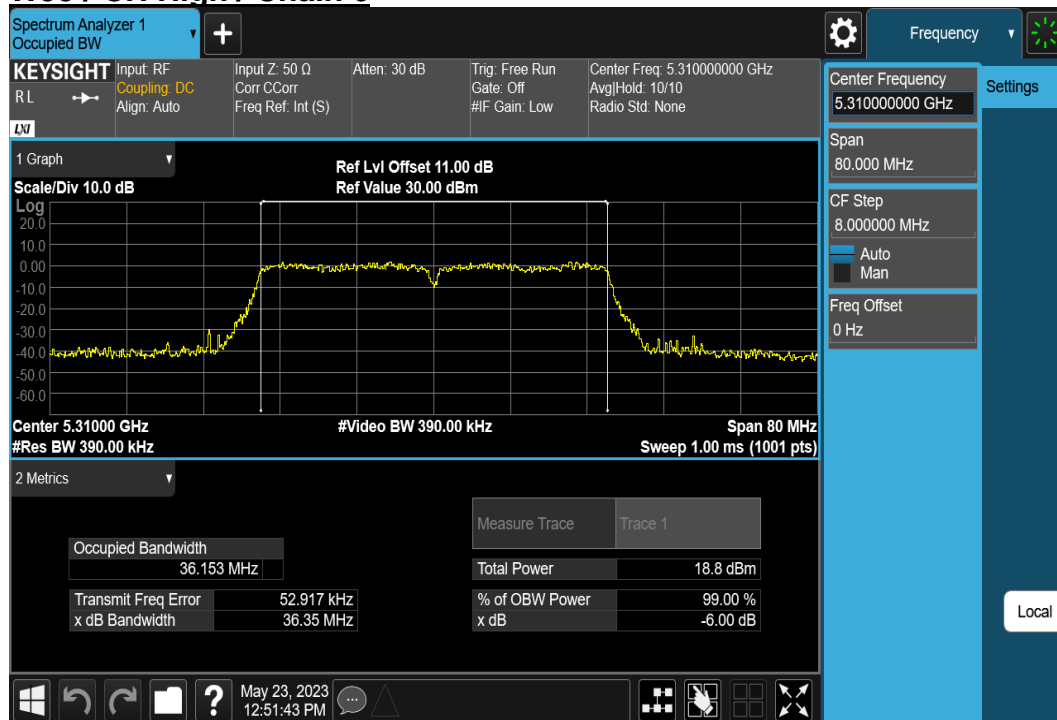 Spectrum Analyzer 1
Occupied BW
Frequency
KEYSIGHT
R L
LXI
Input: RF
Coupling: DC
Align: Auto
Input Z: 50 Ω
Corr CCorr
Freq Ref: Int (S)
Atten: 30 dB
Trig: Free Run
Gate: Off
#IF Gain: Low
Center Freq: 5.310000000 GHz
Avg|Hold: 10/10
Radio Std: None
Center Frequency
5.310000000 GHz
Settings
Span
80.000 MHz
CF Step
8.000000 MHz
Auto
Man
Freq Offset
0 Hz
Local
1 Graph
Scale/Div 10.0 dB
Ref Lvl Offset 11.00 dB
Ref Value 30.00 dBm
Log
20.0
10.0
0.00
-10.0
-20.0
-30.0
-40.0
-50.0
-60.0
Center 5.31000 GHz
#Video BW 390.00 kHz
Span 80 MHz
#Res BW 390.00 kHz
Sweep 1.00 ms (1001 pts)
2 Metrics
Measure Trace Trace 1
Occupied Bandwidth
36.153 MHz
Total Power 18.8 dBm
Transmit Freq Error 52.917 kHz
% of OBW Power 99.00 %
x dB Bandwidth 36.35 MHz
x dB -6.00 dB
?
May 23, 2023
12:51:43 PM